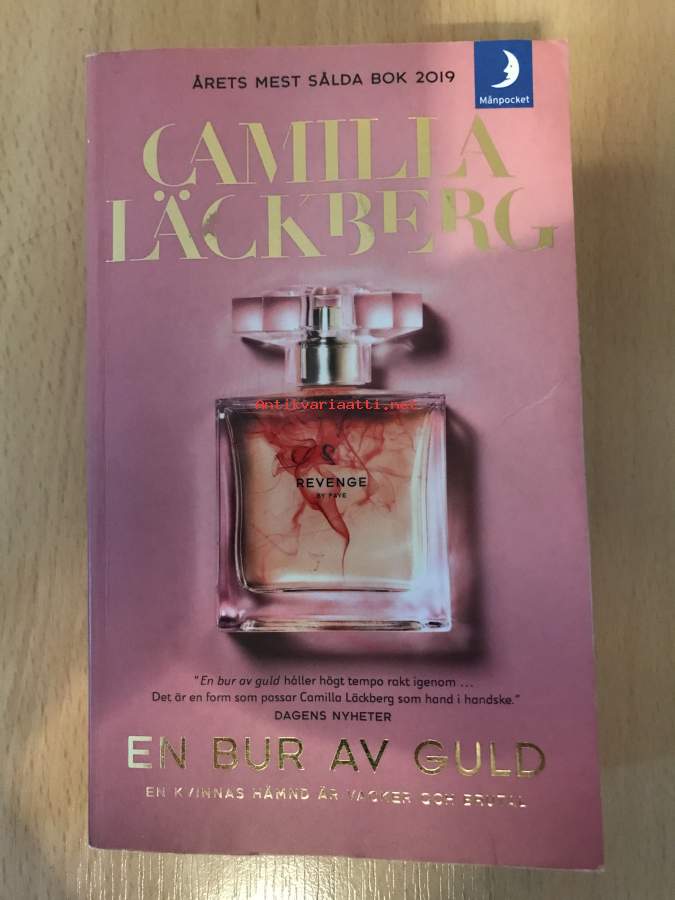 ÅRETS MEST SÅLDA BOK 2019
Månpocket
CAMILLA
LÄCKBERG
Antikvariaatti.net
REVENGE
BY FAYE
"En bur av guld håller högt tempo rakt igenom ...
Det är en form som passar Camilla Läckberg som hand i handske."
DAGENS NYHETER
EN BUR AV GULD
EN KVINNAS HÄMND ÄR VACKER OCH BRUTAL